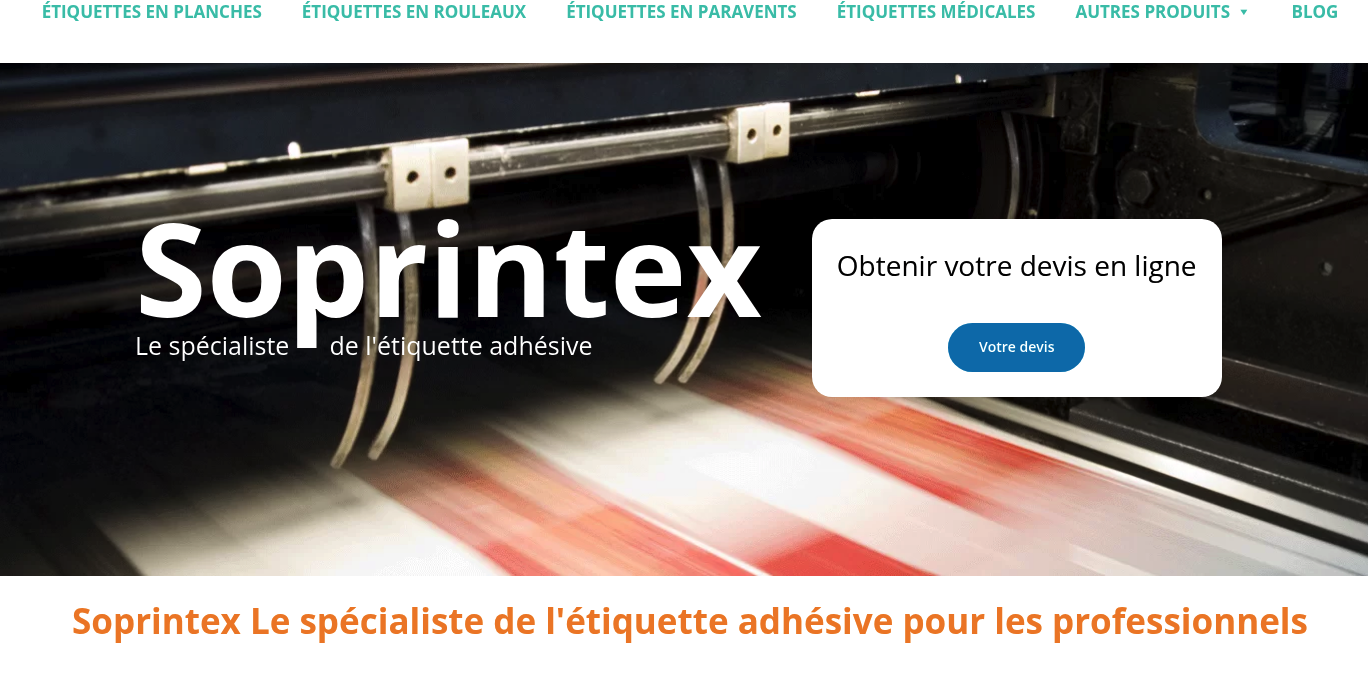 ÉTIQUETTES EN PLANCHES ÉTIQUETTES EN ROULEAUX ÉTIQUETTES EN PARAVENTS ÉTIQUETTES MÉDICALES AUTRES PRODUITS BLOG
Soprintex
Le spécialiste de l'étiquette adhésive
Obtenir votre devis en ligne
Votre devis
Soprintex Le spécialiste de l'étiquette adhésive pour les professionnels